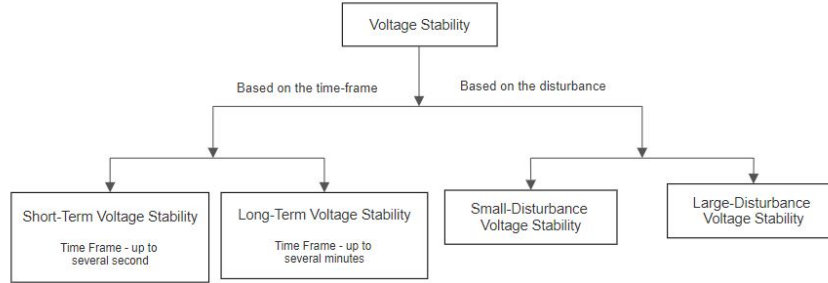 Voltage Stability
Based on the time-frame
Based on the disturbance
Short-Term Voltage Stability
Time Frame - up to
several second
Long-Term Voltage Stability
Time Frame - up to
several minutes
Small-Disturbance
Voltage Stability
Large-Disturbance
Voltage Stability